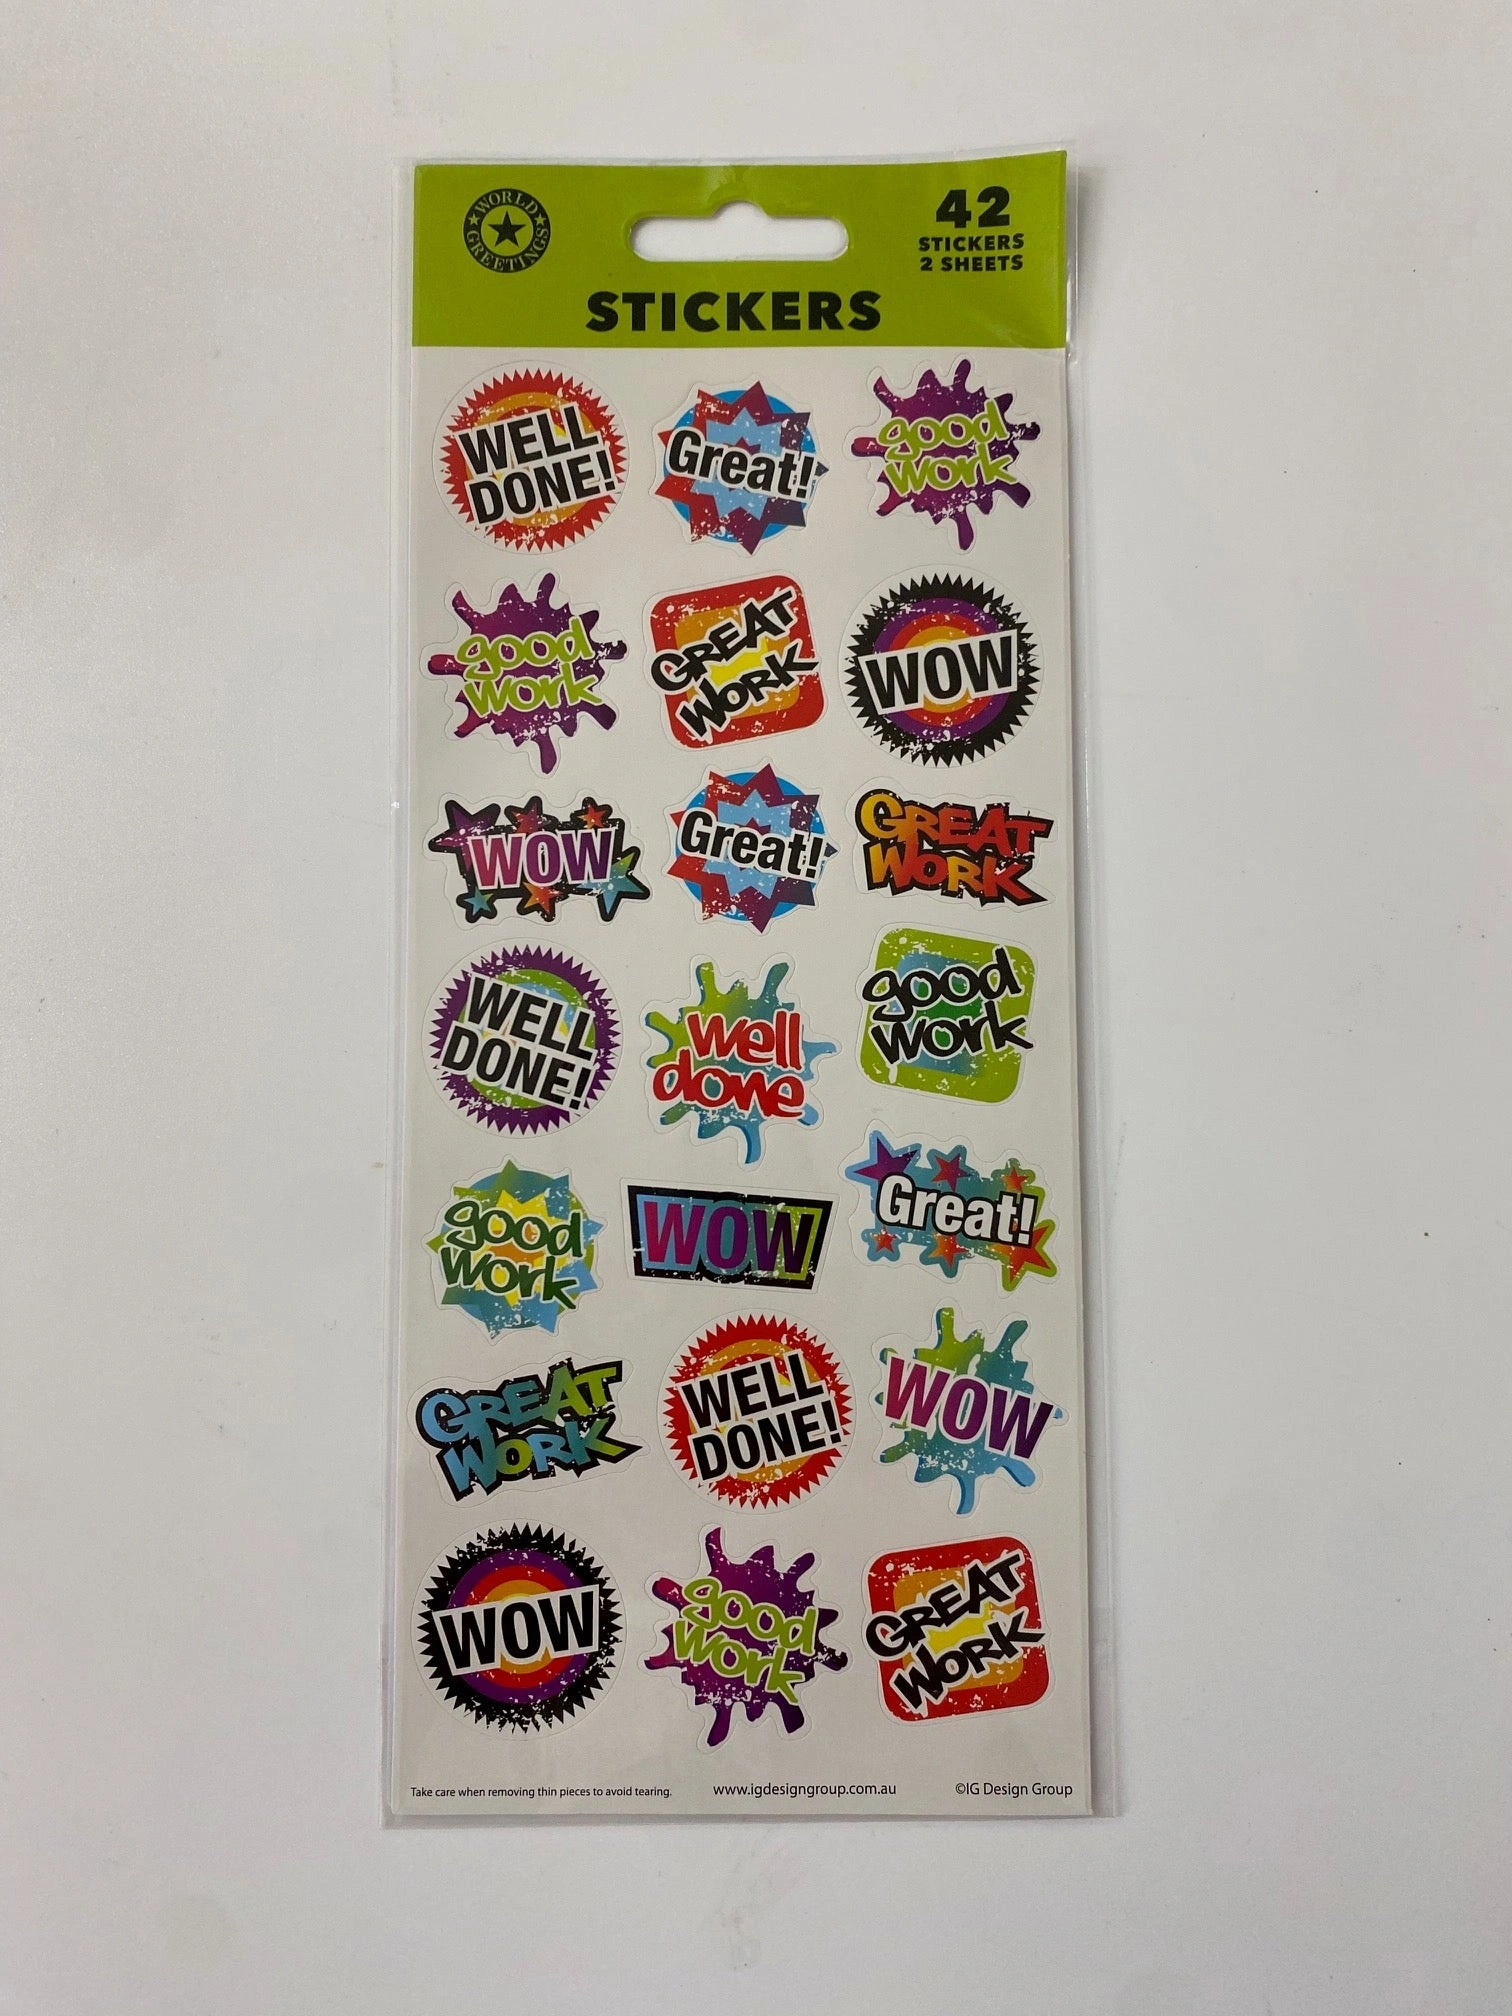 WORLD GREETINGS
42
STICKERS
2 SHEETS
STICKERS
WELL
DONE!
Great!
good
work
good
work
GREAT
WORK
WOW
WOW
Great!
GREAT
WORK
WELL
DONE!
well
done
good
work
good
work
WOW
Great!
GREAT
WORK
WELL
DONE!
WOW
WOW
good
work
GREAT
WORK
Take care when removing thin pieces to avoid tearing. www.igdesigngroup.com.au ©IG Design Group